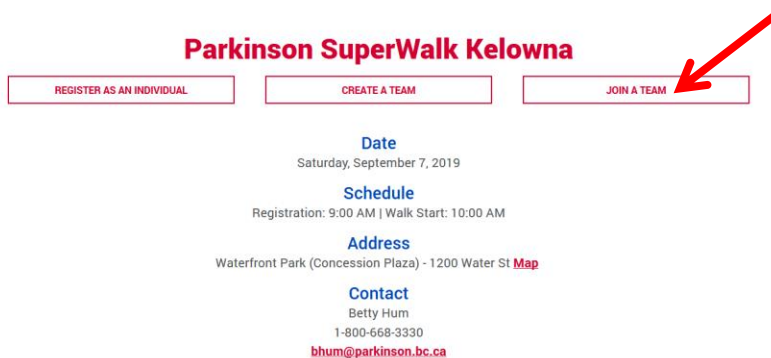 Parkinson SuperWalk Kelowna
REGISTER AS AN INDIVIDUAL CREATE A TEAM JOIN A TEAM
Date
Saturday, September 7, 2019
Schedule
Registration: 9:00 AM | Walk Start: 10:00 AM
Address
Waterfront Park (Concession Plaza) - 1200 Water St Map
Contact
Betty Hum
1-800-668-3330
bhum@parkinson.bc.ca